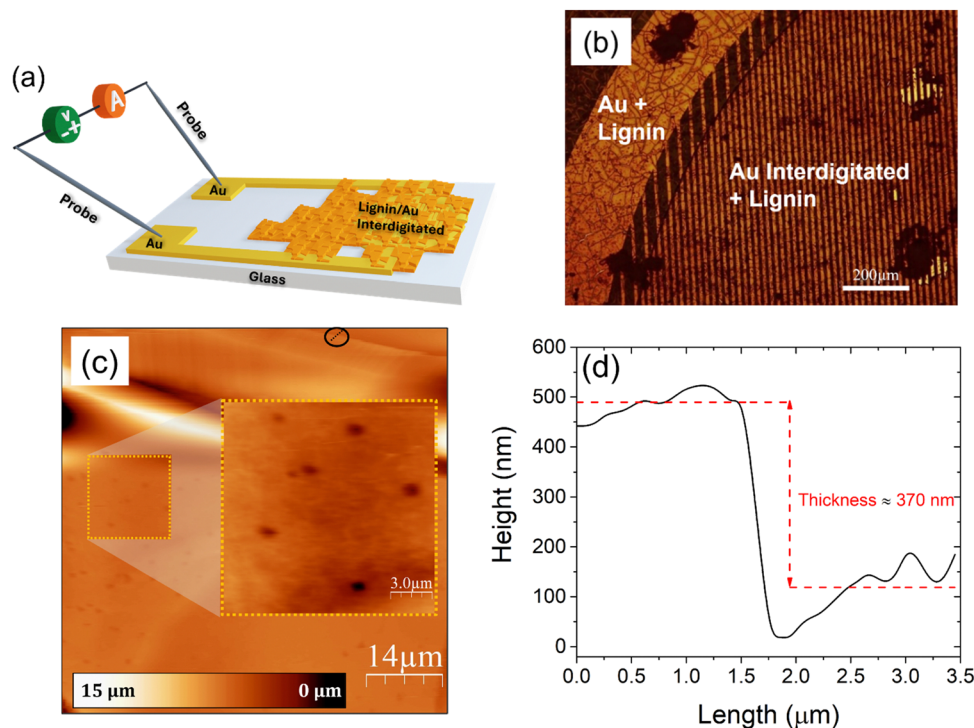 (a)
V
− +
A
Probe
Probe
Au
Au
Lignin/Au
Interdigitated
Glass
(b)
Au +
Lignin
Au Interdigitated
+ Lignin
200µm
(c)
3.0µm
14µm
15 µm
0 µm
(d)
600
500
400
300
200
100
0
Height (nm)
Thickness ≈ 370 nm
0.0 0.5 1.0 1.5 2.0 2.5 3.0 3.5
Length (µm)